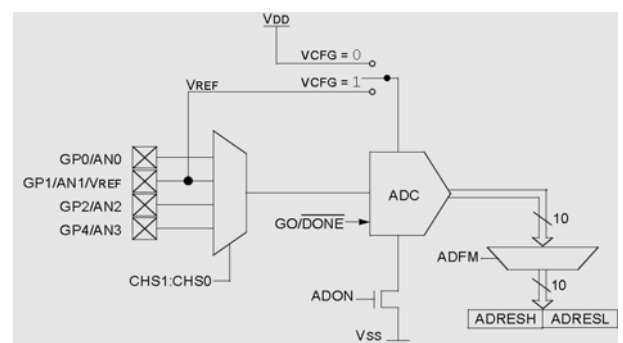 VDD
VCFG = 0
VREF
VCFG = 1
GP0/AN0
GP1/AN1/VREF
GP2/AN2
GP4/AN3
ADC
GO/DONE
10
ADFM
CHS1:CHS0
10
ADON
ADRESH ADRESL
VSS